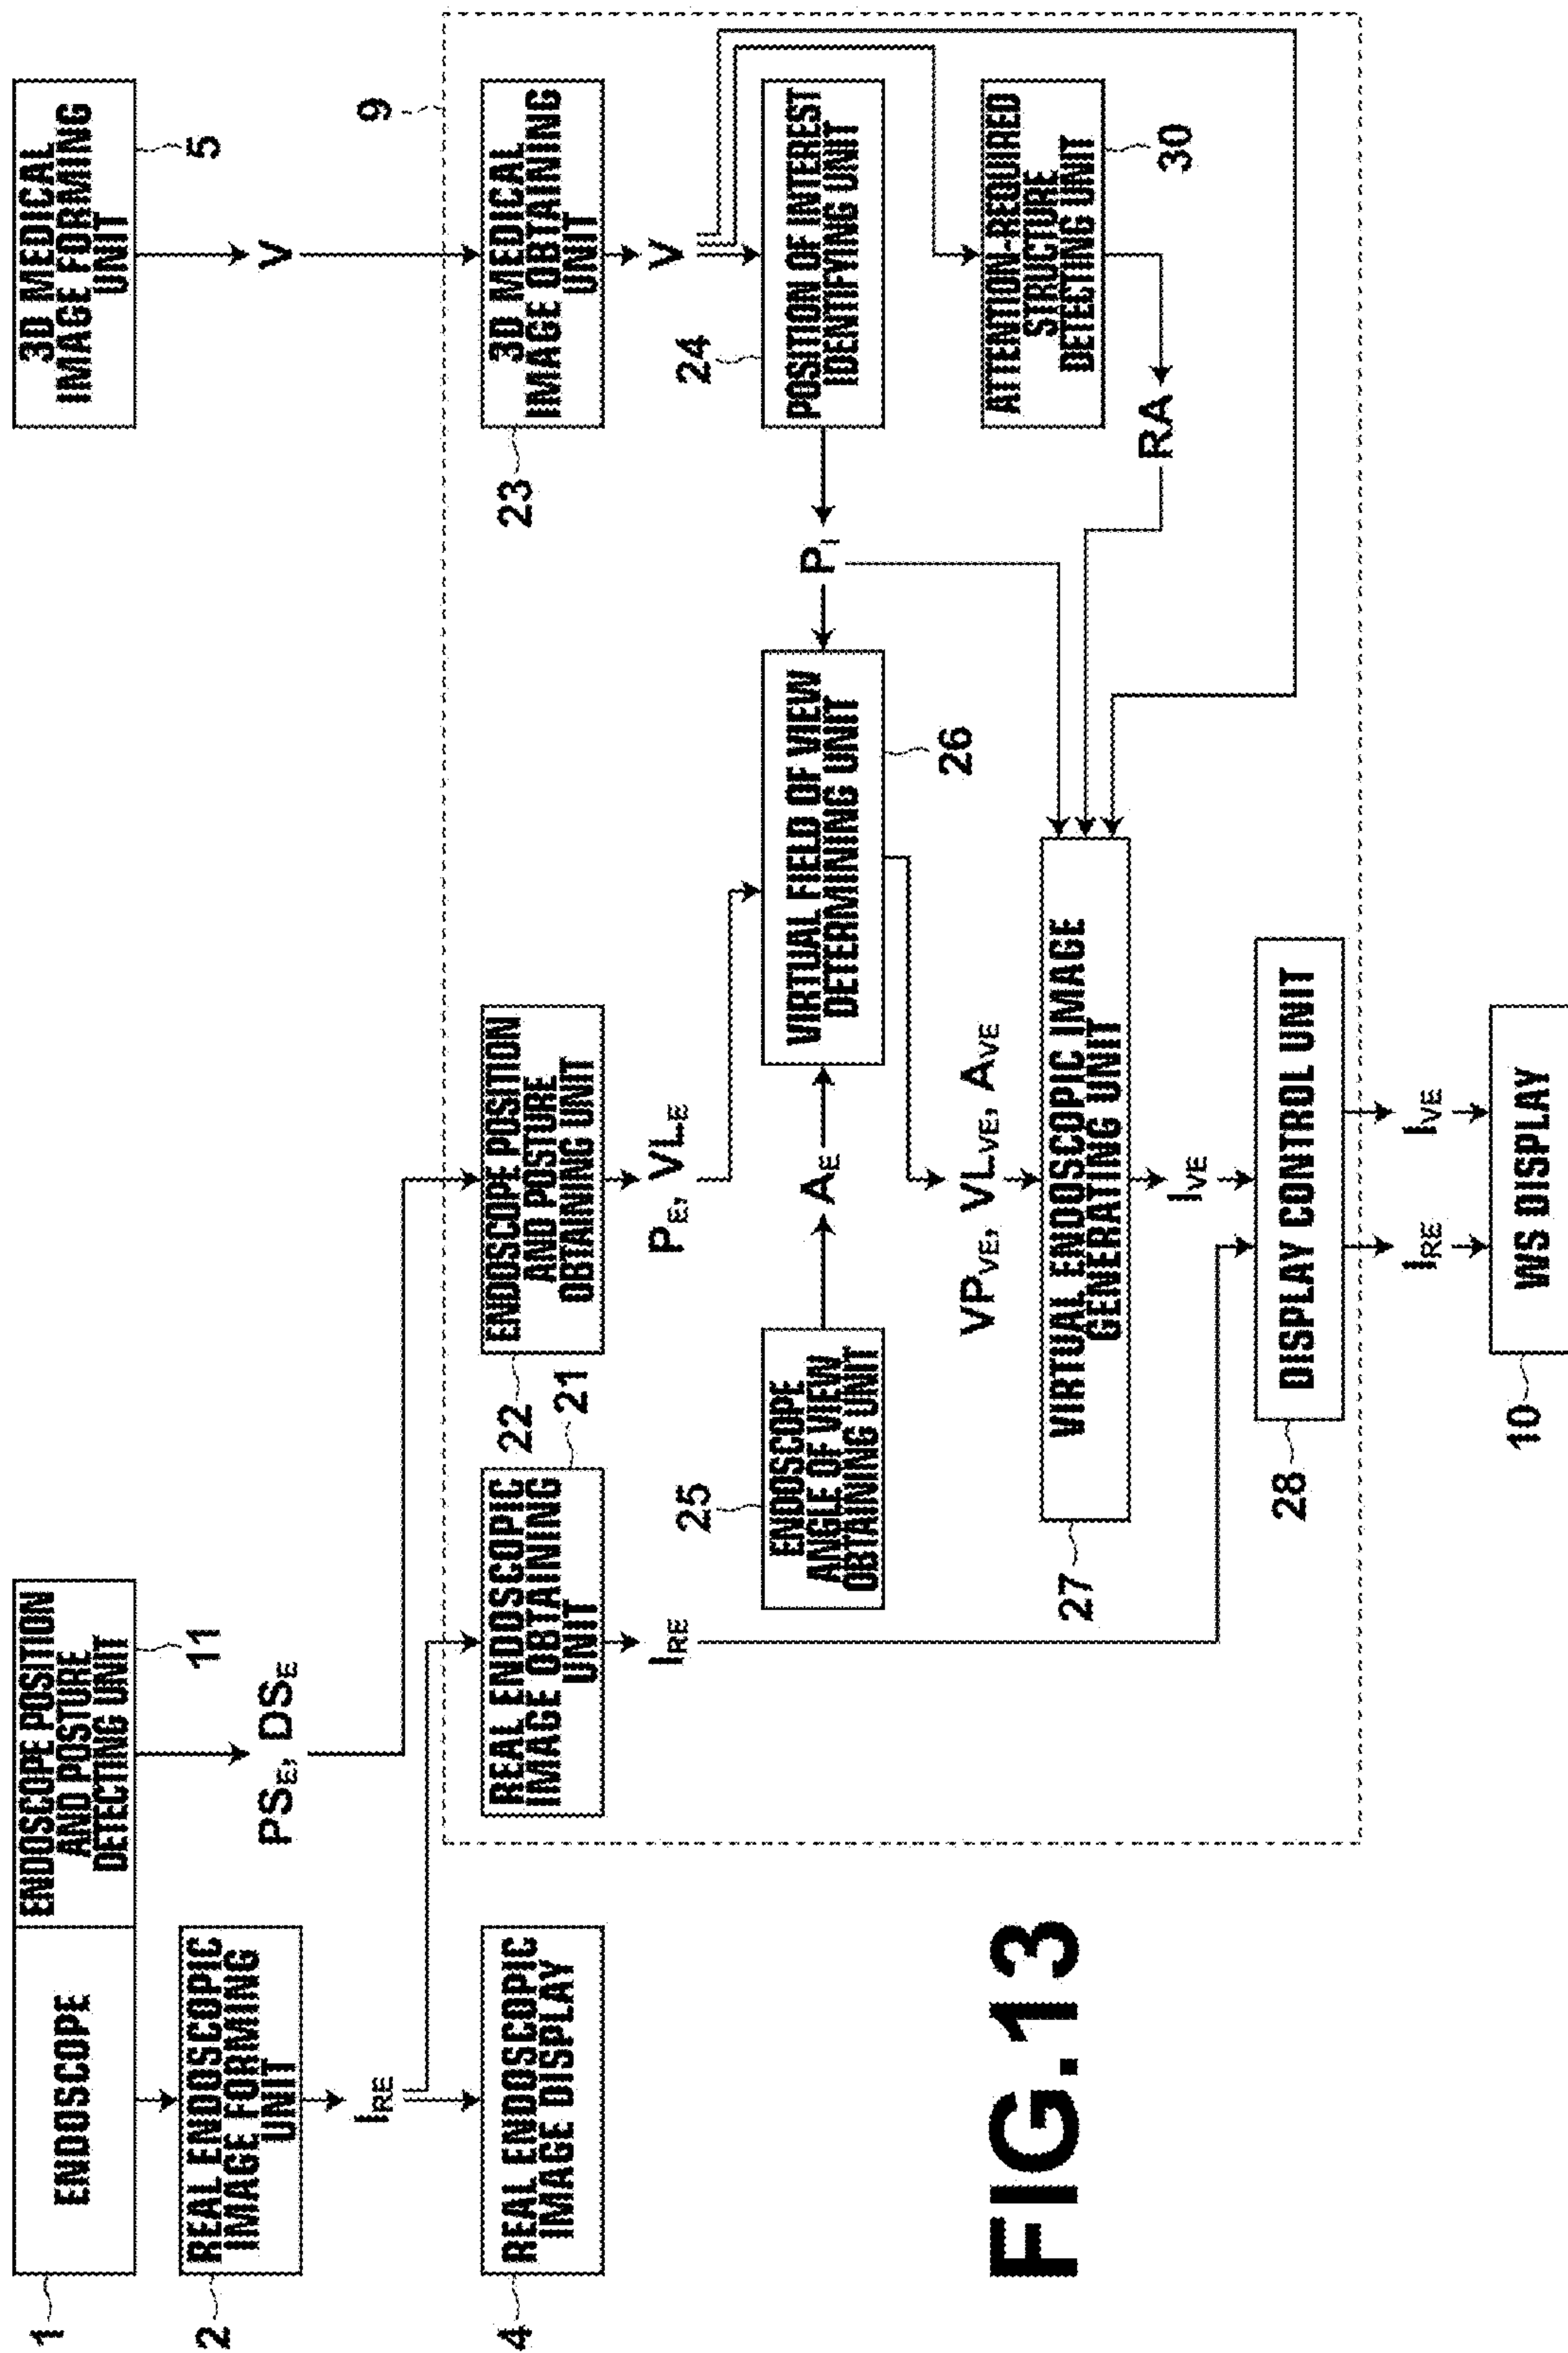 FIG.13
1
ENDOSCOPE
ENDOSCOPE POSITION
AND POSTURE
DETECTING UNIT
11
3D MEDICAL
IMAGE FORMING
UNIT
5
2
REAL ENDOSCOPIC
IMAGE FORMING
UNIT
PSE, DSE
V
IRE
9
4
REAL ENDOSCOPIC
IMAGE DISPLAY
REAL ENDOSCOPIC
IMAGE OBTAINING
UNIT
21
22
ENDOSCOPE POSITION
AND POSTURE
OBTAINING UNIT
23
3D MEDICAL
IMAGE OBTAINING
UNIT
IRE
PE, VLE
V
25
24
ENDOSCOPE
ANGLE OF VIEW
OBTAINING UNIT
AE
VIRTUAL FIELD OF VIEW
DETERMINING UNIT
26
PI
POSITION OF INTEREST
IDENTIFYING UNIT
VPVE, VLVE, AVE
ATTENTION-REQUIRED
STRUCTURE
DETECTING UNIT
30
27
VIRTUAL ENDOSCOPIC IMAGE
GENERATING UNIT
RA
IVE
28
DISPLAY CONTROL UNIT
IRE
IVE
10
WS DISPLAY